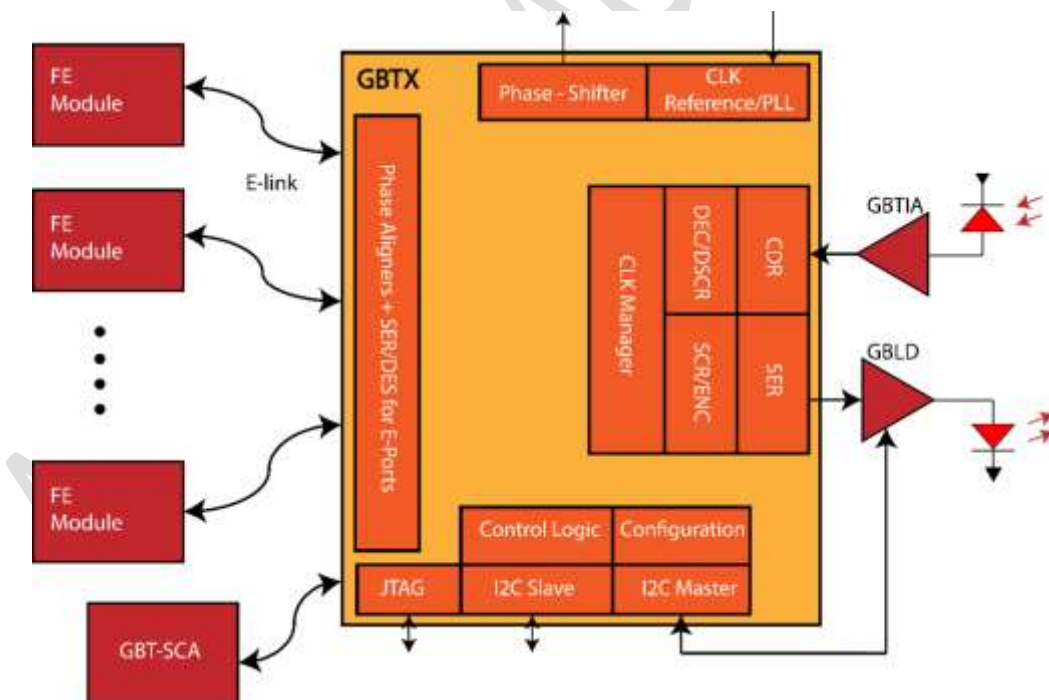 FE
Module
GBTX
Phase - Shifter
CLK
Reference/PLL
E-link
FE
Module
Phase Aligners + SER/DES for E-Ports
CLK Manager
DEC/DSCR
CDR
SCR/ENC
SER
GBTIA
GBLD
FE
Module
Control Logic
Configuration
JTAG
I2C Slave
I2C Master
GBT-SCA